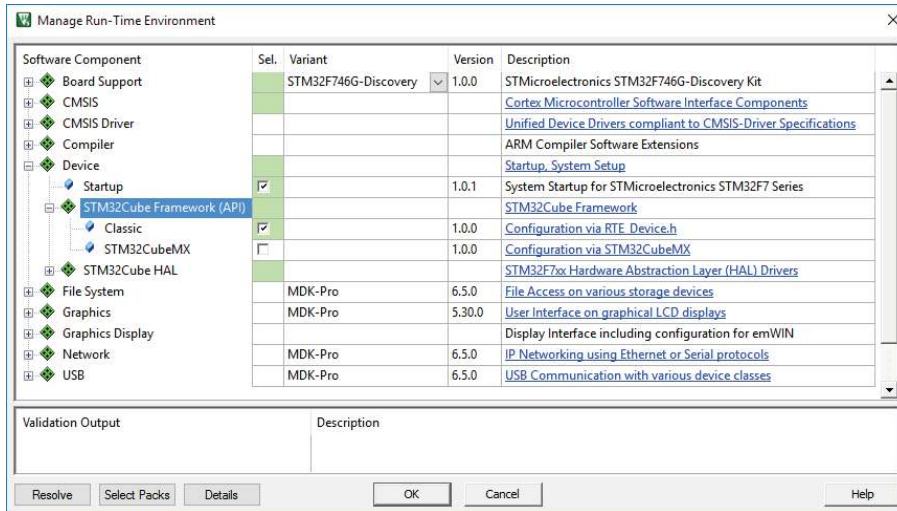 Manage Run-Time Environment
Software Component Sel. Variant Version Description
Board Support STM32F746G-Discovery 1.0.0 STMicroelectronics STM32F746G-Discovery Kit
CMSIS Cortex Microcontroller Software Interface Components
CMSIS Driver Unified Device Drivers compliant to CMSIS-Driver Specifications
Compiler ARM Compiler Software Extensions
Device Startup, System Setup
Startup 1.0.1 System Startup for STMicroelectronics STM32F7 Series
STM32Cube Framework (API) STM32Cube Framework
Classic 1.0.0 Configuration via RTE_Device.h
STM32CubeMX 1.0.0 Configuration via STM32CubeMX
STM32Cube HAL STM32F7xx Hardware Abstraction Layer (HAL) Drivers
File System MDK-Pro 6.5.0 File Access on various storage devices
Graphics MDK-Pro 5.30.0 User Interface on graphical LCD displays
Graphics Display Display Interface including configuration for emWIN
Network MDK-Pro 6.5.0 IP Networking using Ethernet or Serial protocols
USB MDK-Pro 6.5.0 USB Communication with various device classes
Validation Output Description
Resolve Select Packs Details OK Cancel Help